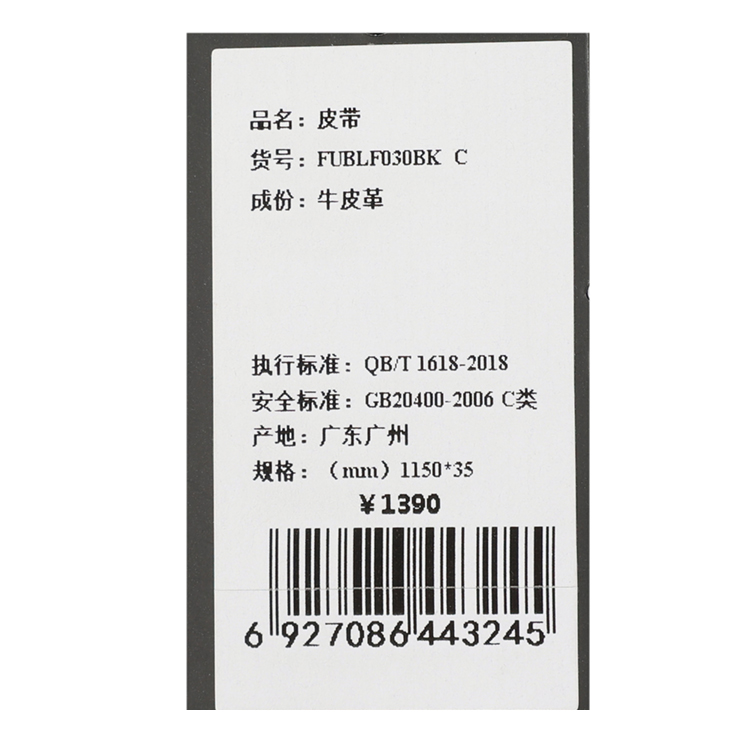 品名：皮带
货号：FUBLF030BK C
成份：牛皮革
执行标准：QB/T 1618-2018
安全标准：GB20400-2006 C类
产地：广东广州
规格：（mm）1150*35
￥1390
6 927086 443245